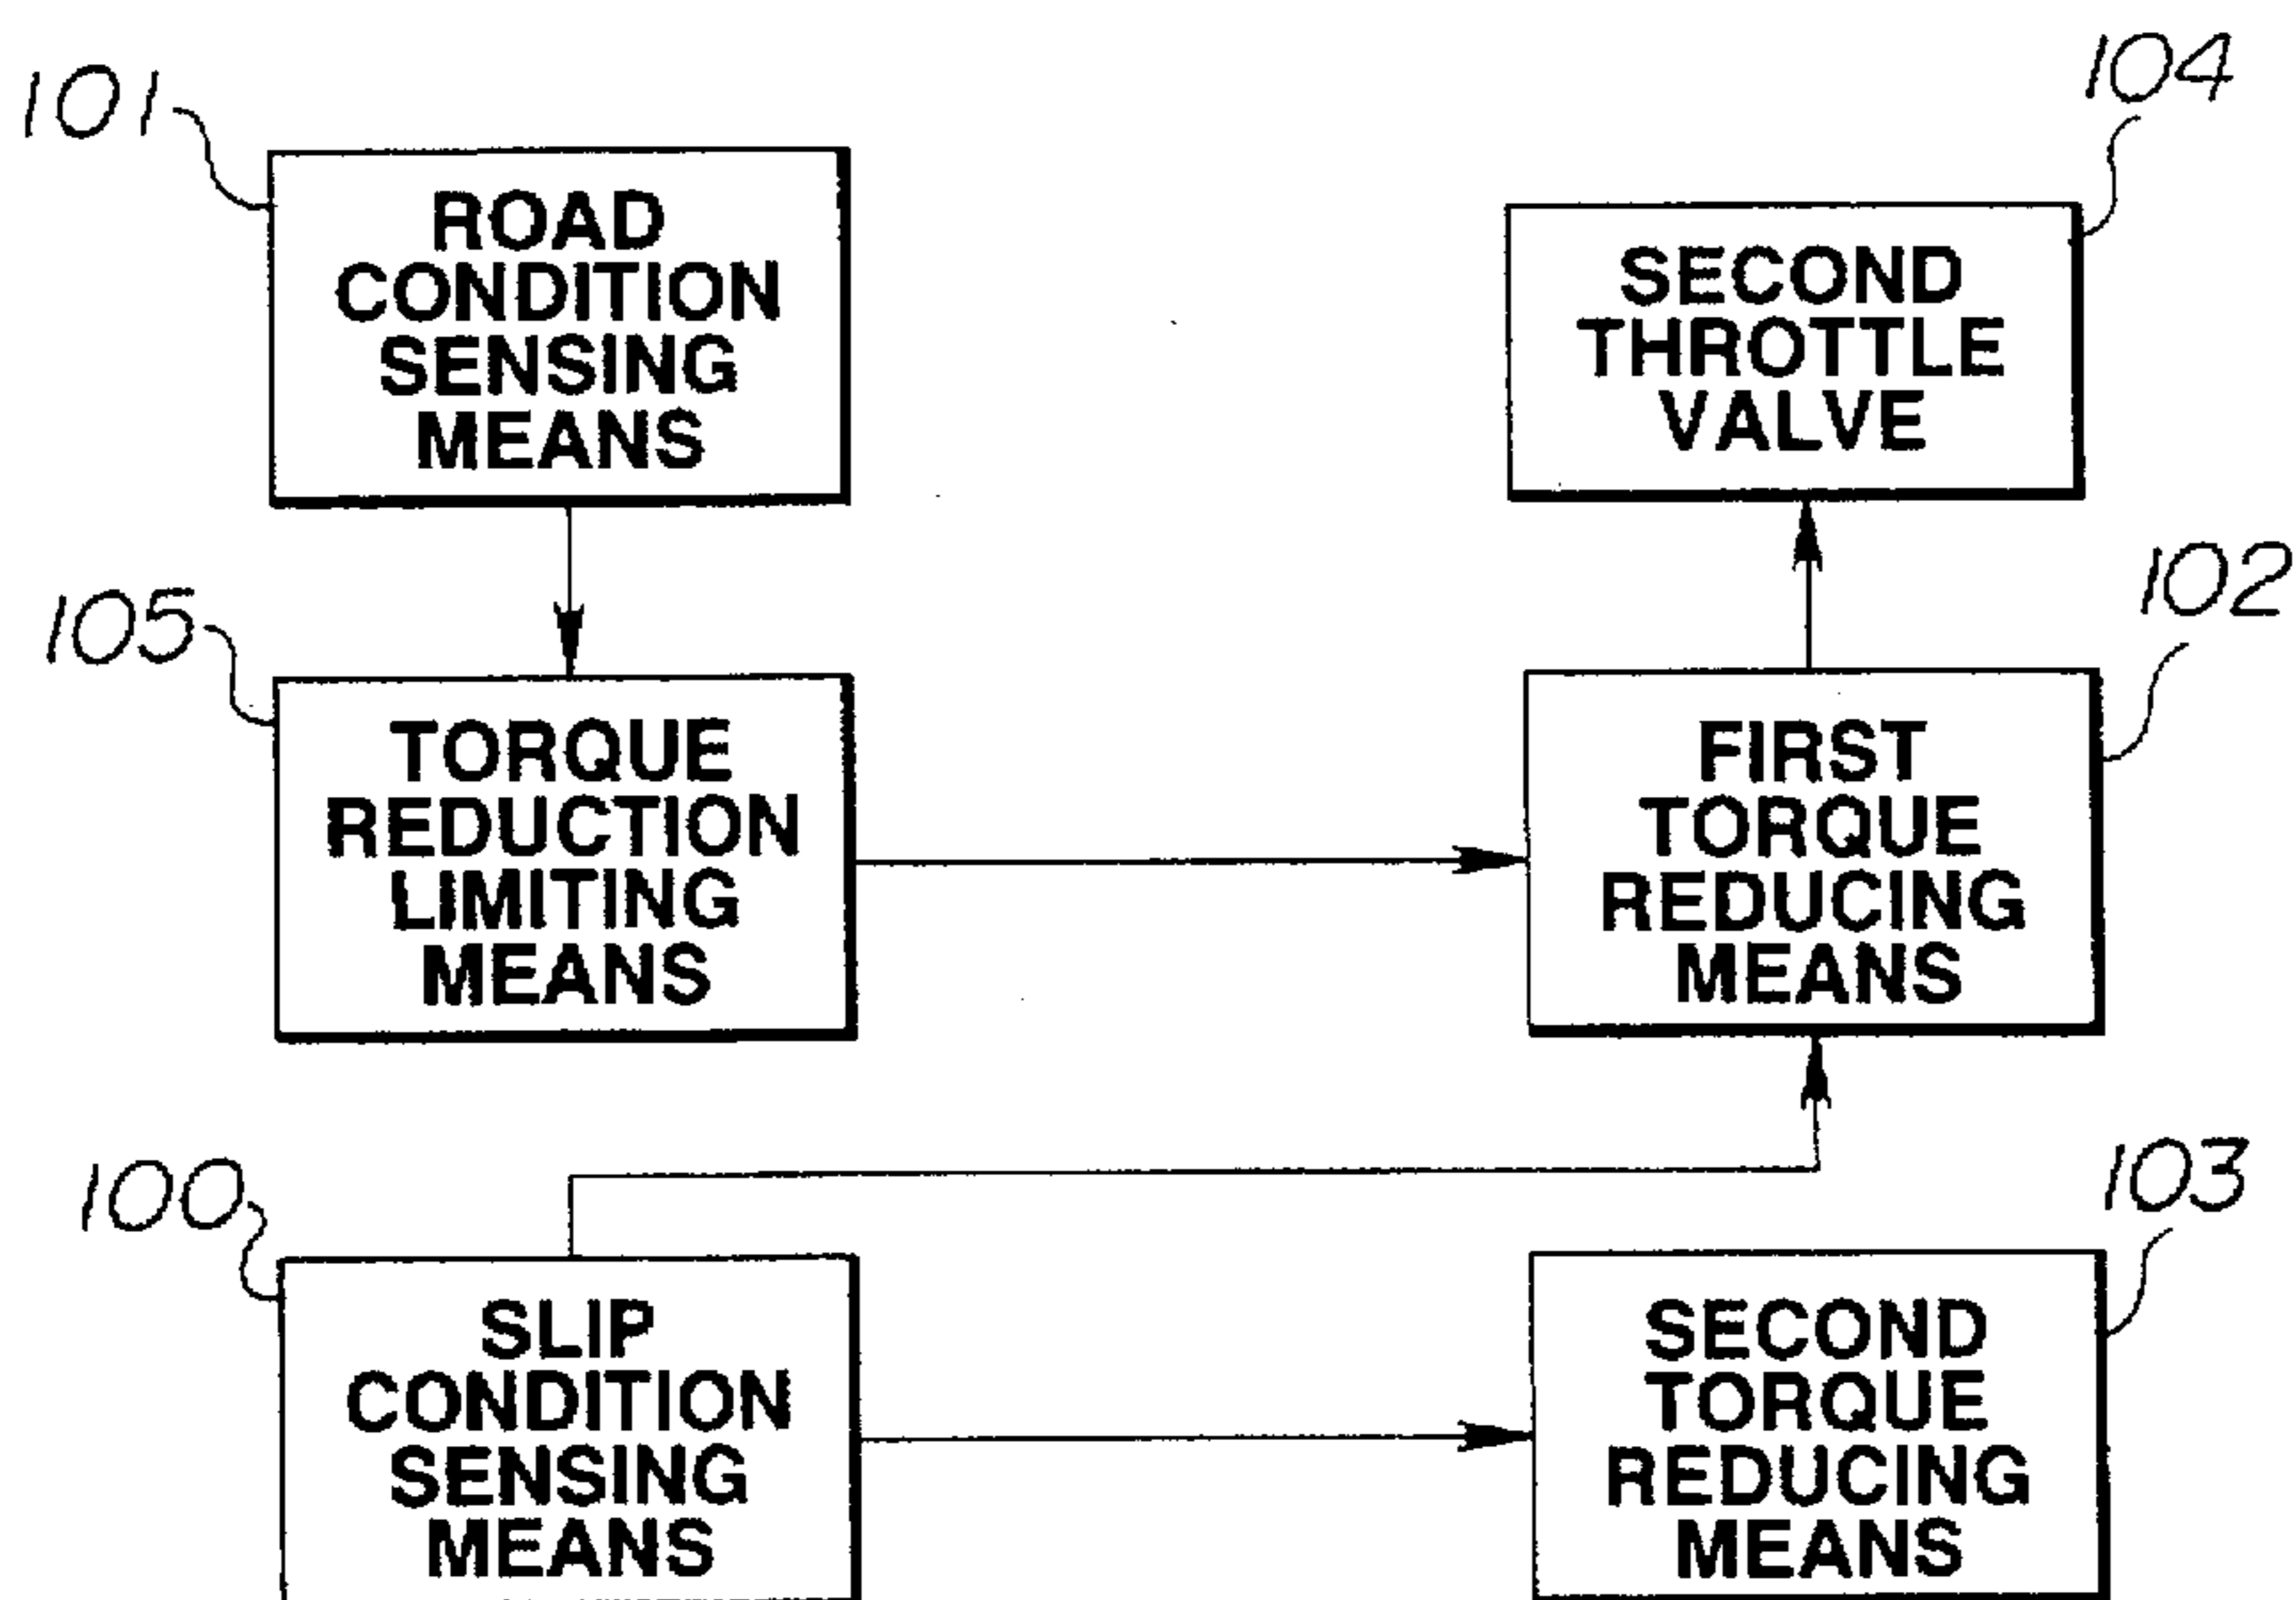 101
ROAD
CONDITION
SENSING
MEANS
104
SECOND
THROTTLE
VALVE
105
TORQUE
REDUCTION
LIMITING
MEANS
102
FIRST
TORQUE
REDUCING
MEANS
100
SLIP
CONDITION
SENSING
MEANS
103
SECOND
TORQUE
REDUCING
MEANS